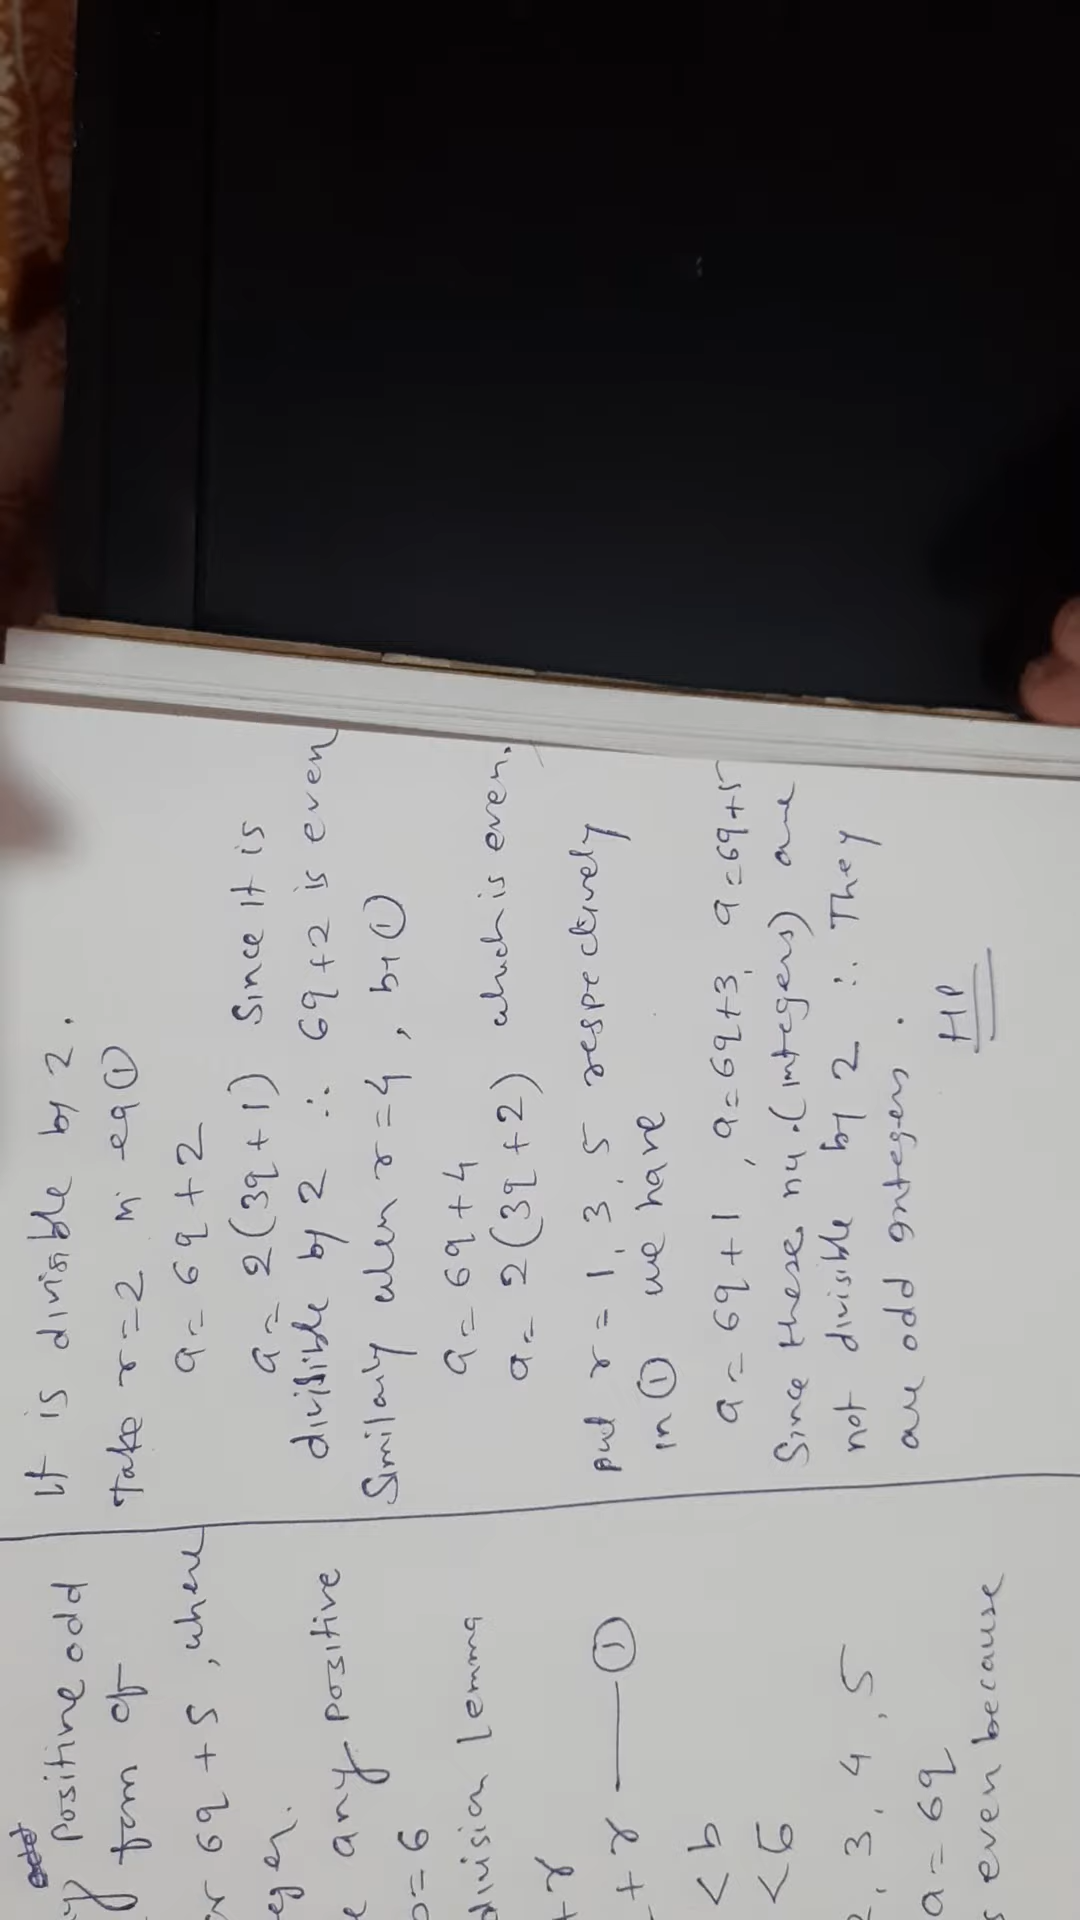 positive odd
form of
6q + 5, where
any positive
= 6
division lemma
+ r
+ r — ①
< b
< 6
3, 4, 5
a = 6q
even because
It is divisible by 2.
Take r = 2 in eq ①
a = 6q + 2
a = 2(3q + 1) Since it is
divisible by 2 ∴ 6q + 2 is even
Similarly when r = 4, by ①
a = 6q + 4
a = 2(3q + 2) which is even.
put r = 1, 3, 5 respectively
in ① we have
a = 6q + 1, a = 6q + 3, a = 6q + 5
Since these nu. (integers) are
not divisible by 2 ∴ They
are odd integers.
HP